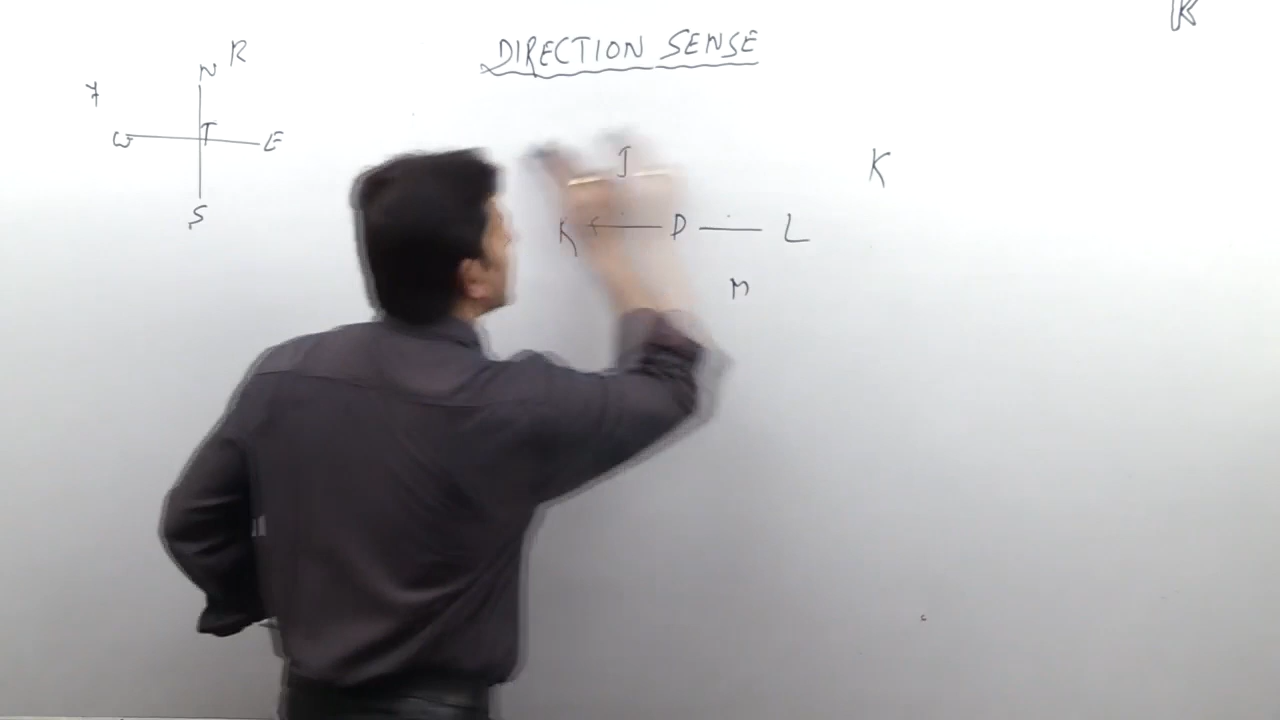 K
DIRECTION SENSE
N R
W T E
S
J
K
K ← P — L
M